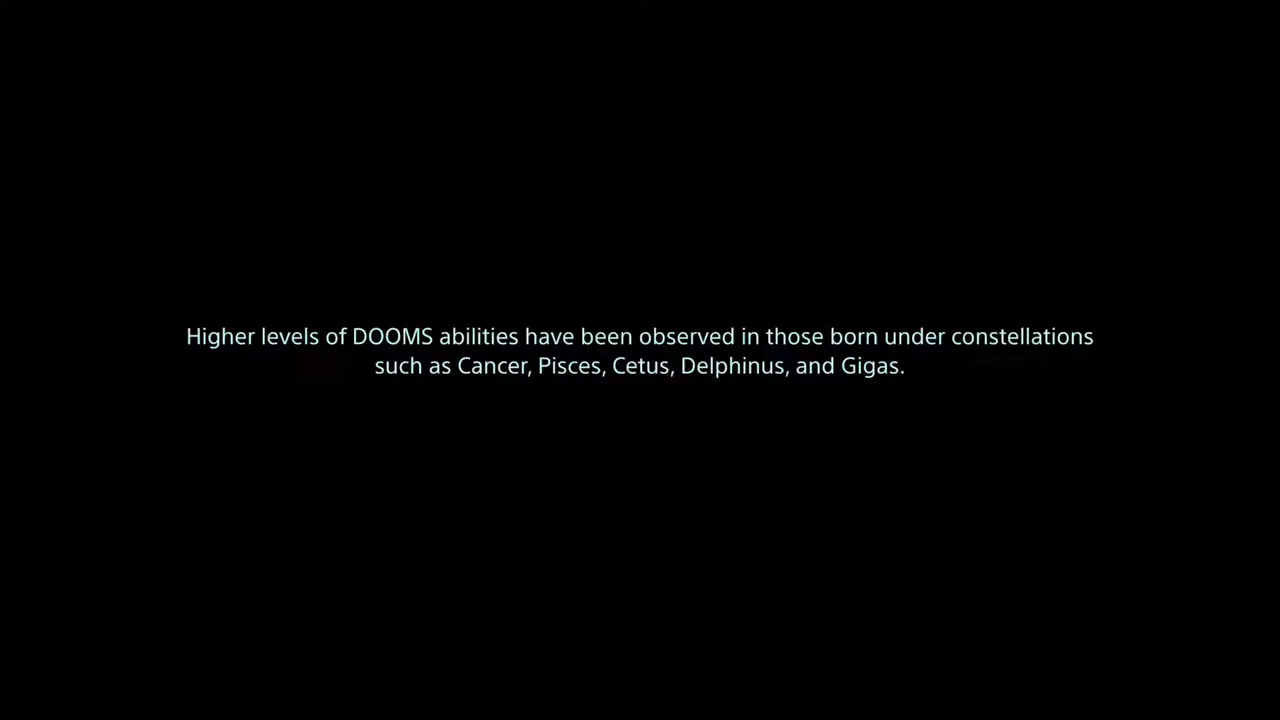 Higher levels of DOOMS abilities have been observed in those born under constellations
such as Cancer, Pisces, Cetus, Delphinus, and Gigas.